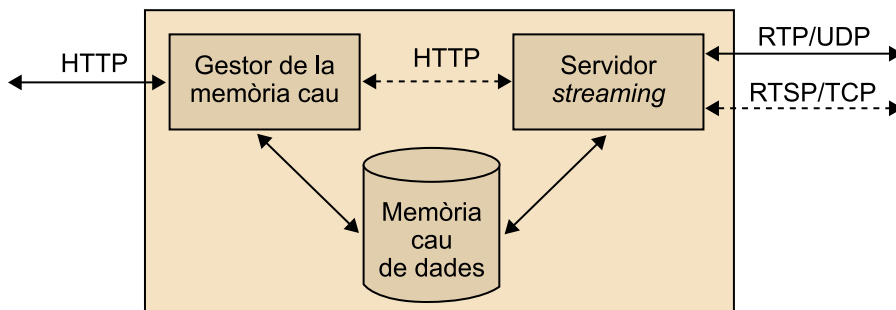 HTTP
Gestor de la
memòria cau
HTTP
Servidor
streaming
RTP/UDP
RTSP/TCP
Memòria
cau
de dades